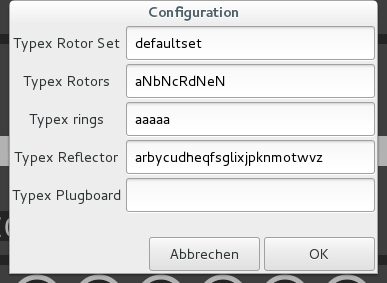 Configuration
Typex Rotor Set defaultset
Typex Rotors aNbNcRdNeN
Typex rings aaaaa
Typex Reflector arbycudheqfsglixjpknmotwvz
Typex Plugboard
Abbrechen OK